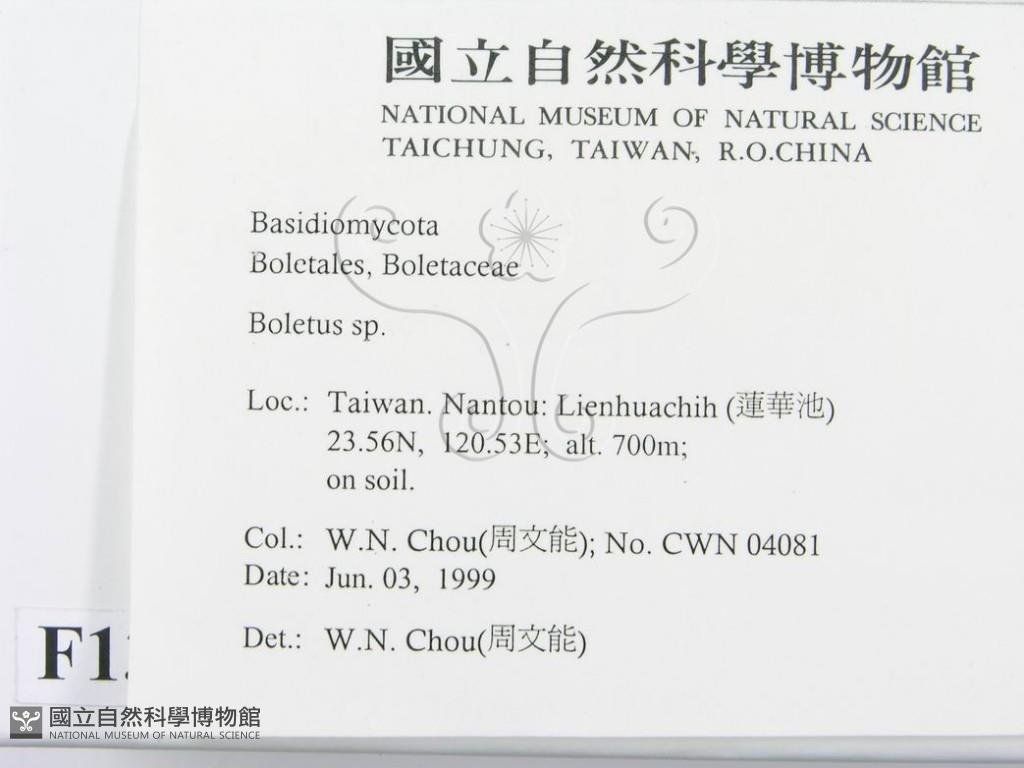 國立自然科學博物館
NATIONAL MUSEUM OF NATURAL SCIENCE
TAICHUNG, TAIWAN, R.O.CHINA
Basidiomycota
Boletales, Boletaceae
Boletus sp.
Loc.: Taiwan. Nantou: Lienhuachih (蓮華池)
23.56N, 120.53E; alt. 700m;
on soil.
Col.: W.N. Chou(周文能); No. CWN 04081
Date: Jun. 03, 1999
Det.: W.N. Chou(周文能)
國立自然科學博物館
NATIONAL MUSEUM OF NATURAL SCIENCE